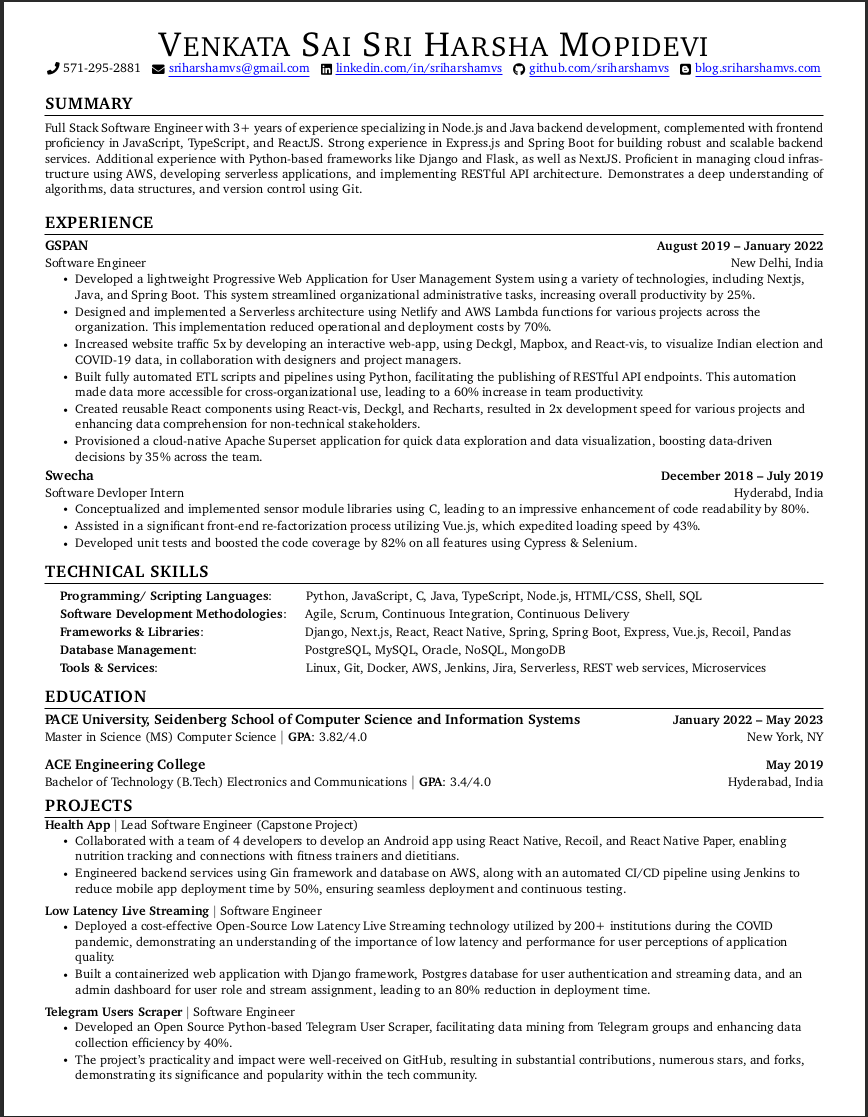 Venkata Sai Sri Harsha Mopidevi
571-295-2881 sriharshamvs@gmail.com linkedin.com/in/sriharshamvs github.com/sriharshamvs blog.sriharshamvs.com
SUMMARY
Full Stack Software Engineer with 3+ years of experience specializing in Node.js and Java backend development, complemented with frontend
proficiency in JavaScript, TypeScript, and ReactJS. Strong experience in Express.js and Spring Boot for building robust and scalable backend
services. Additional experience with Python-based frameworks like Django and Flask, as well as NextJS. Proficient in managing cloud infras-
tructure using AWS, developing serverless applications, and implementing RESTful API architecture. Demonstrates a deep understanding of
algorithms, data structures, and version control using Git.
EXPERIENCE
GSPAN August 2019 – January 2022
Software Engineer New Delhi, India
• Developed a lightweight Progressive Web Application for User Management System using a variety of technologies, including Nextjs,
Java, and Spring Boot. This system streamlined organizational administrative tasks, increasing overall productivity by 25%.
• Designed and implemented a Serverless architecture using Netlify and AWS Lambda functions for various projects across the
organization. This implementation reduced operational and deployment costs by 70%.
• Increased website traffic 5x by developing an interactive web-app, using Deckgl, Mapbox, and React-vis, to visualize Indian election and
COVID-19 data, in collaboration with designers and project managers.
• Built fully automated ETL scripts and pipelines using Python, facilitating the publishing of RESTful API endpoints. This automation
made data more accessible for cross-organizational use, leading to a 60% increase in team productivity.
• Created reusable React components using React-vis, Deckgl, and Recharts, resulted in 2x development speed for various projects and
enhancing data comprehension for non-technical stakeholders.
• Provisioned a cloud-native Apache Superset application for quick data exploration and data visualization, boosting data-driven
decisions by 35% across the team.
Swecha December 2018 – July 2019
Software Devloper Intern Hyderabd, India
• Conceptualized and implemented sensor module libraries using C, leading to an impressive enhancement of code readability by 80%.
• Assisted in a significant front-end re-factorization process utilizing Vue.js, which expedited loading speed by 43%.
• Developed unit tests and boosted the code coverage by 82% on all features using Cypress & Selenium.
TECHNICAL SKILLS
Programming/ Scripting Languages: Python, JavaScript, C, Java, TypeScript, Node.js, HTML/CSS, Shell, SQL
Software Development Methodologies: Agile, Scrum, Continuous Integration, Continuous Delivery
Frameworks & Libraries: Django, Next.js, React, React Native, Spring, Spring Boot, Express, Vue.js, Recoil, Pandas
Database Management: PostgreSQL, MySQL, Oracle, NoSQL, MongoDB
Tools & Services: Linux, Git, Docker, AWS, Jenkins, Jira, Serverless, REST web services, Microservices
EDUCATION
PACE University, Seidenberg School of Computer Science and Information Systems January 2022 – May 2023
Master in Science (MS) Computer Science | GPA: 3.82/4.0 New York, NY
ACE Engineering College May 2019
Bachelor of Technology (B.Tech) Electronics and Communications | GPA: 3.4/4.0 Hyderabad, India
PROJECTS
Health App | Lead Software Engineer (Capstone Project)
• Collaborated with a team of 4 developers to develop an Android app using React Native, Recoil, and React Native Paper, enabling
nutrition tracking and connections with fitness trainers and dietitians.
• Engineered backend services using Gin framework and database on AWS, along with an automated CI/CD pipeline using Jenkins to
reduce mobile app deployment time by 50%, ensuring seamless deployment and continuous testing.
Low Latency Live Streaming | Software Engineer
• Deployed a cost-effective Open-Source Low Latency Live Streaming technology utilized by 200+ institutions during the COVID
pandemic, demonstrating an understanding of the importance of low latency and performance for user perceptions of application
quality.
• Built a containerized web application with Django framework, Postgres database for user authentication and streaming data, and an
admin dashboard for user role and stream assignment, leading to an 80% reduction in deployment time.
Telegram Users Scraper | Software Engineer
• Developed an Open Source Python-based Telegram User Scraper, facilitating data mining from Telegram groups and enhancing data
collection efficiency by 40%.
• The project's practicality and impact were well-received on GitHub, resulting in substantial contributions, numerous stars, and forks,
demonstrating its significance and popularity within the tech community.